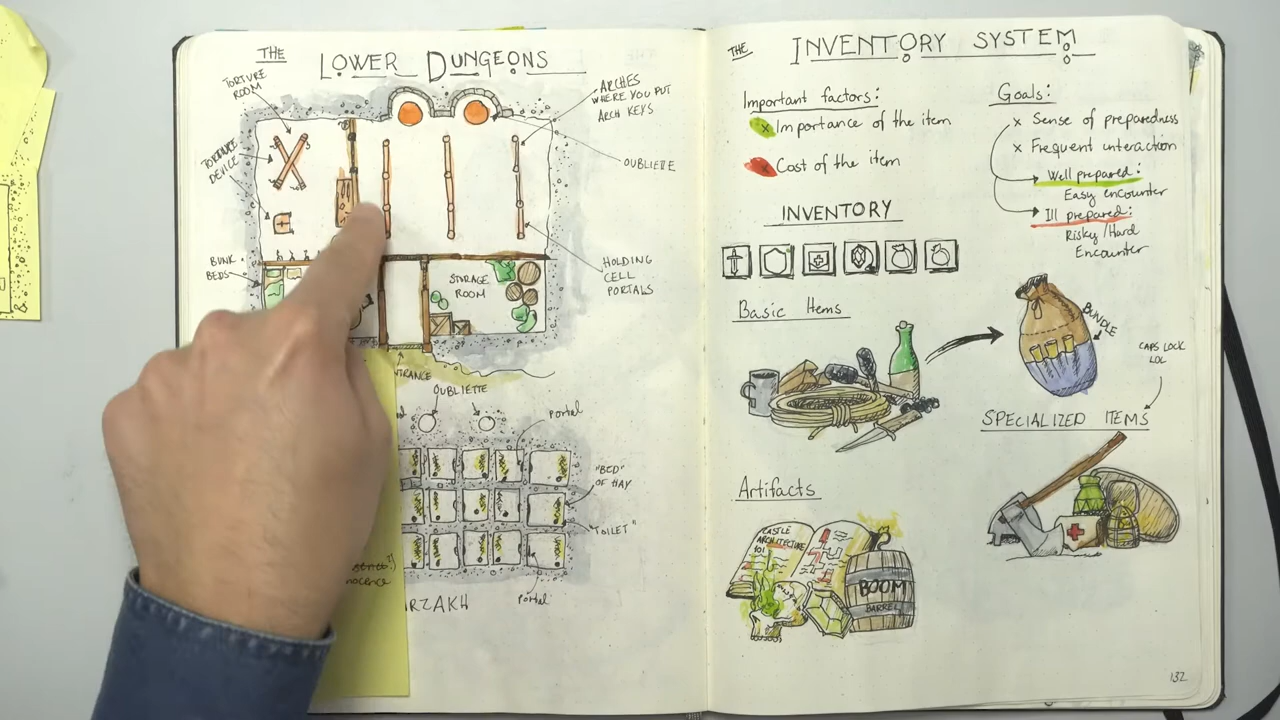 THE LOWER DUNGEONS
TORTURE
ROOM
TORTURE
DEVICE
ARCHES
WHERE YOU PUT
ARCH KEYS
OUBLIETTE
BUNK
BEDS
STORAGE
ROOM
HOLDING
CELL
PORTALS
NTRANCE
OUBLIETTE
Portal
"BED"
OF HAY
"TOILET"
nocence
RZAKH
Portal
THE INVENTORY SYSTEM
Important factors:
x Importance of the item
x Cost of the item
Goals:
x Sense of preparedness
x Frequent interaction
Well prepared:
Easy encounter
Ill prepared:
Risky/Hard
Encounter
INVENTORY
Basic Items
BUNDLE
CAPS LOCK
LOL
SPECIALIZED ITEMS
Artifacts
CASTLE
ARCHITECTURE
101
BOOM
BARREL
132